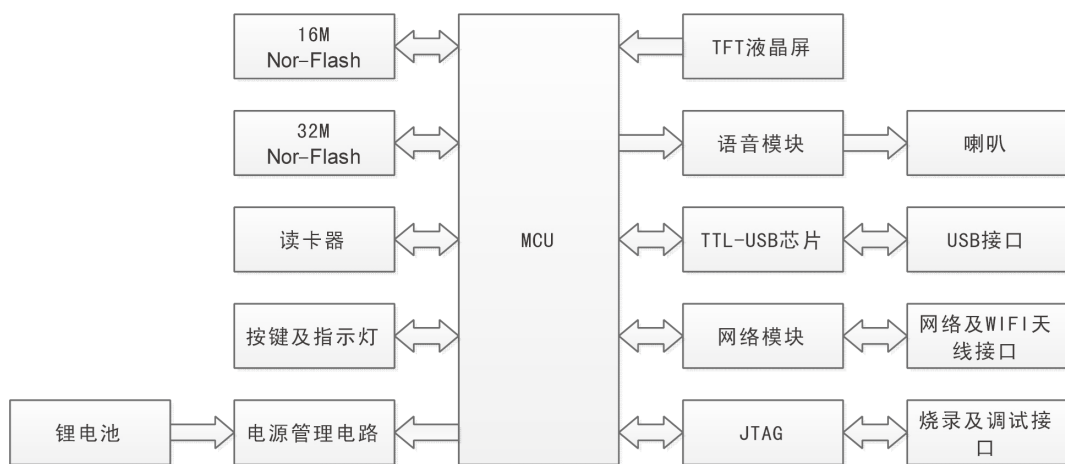 16M
Nor-Flash
TFT液晶屏
32M
Nor-Flash
语音模块
喇叭
读卡器
MCU
TTL-USB芯片
USB接口
按键及指示灯
网络模块
网络及WIFI天
线接口
锂电池
电源管理电路
JTAG
烧录及调试接
口